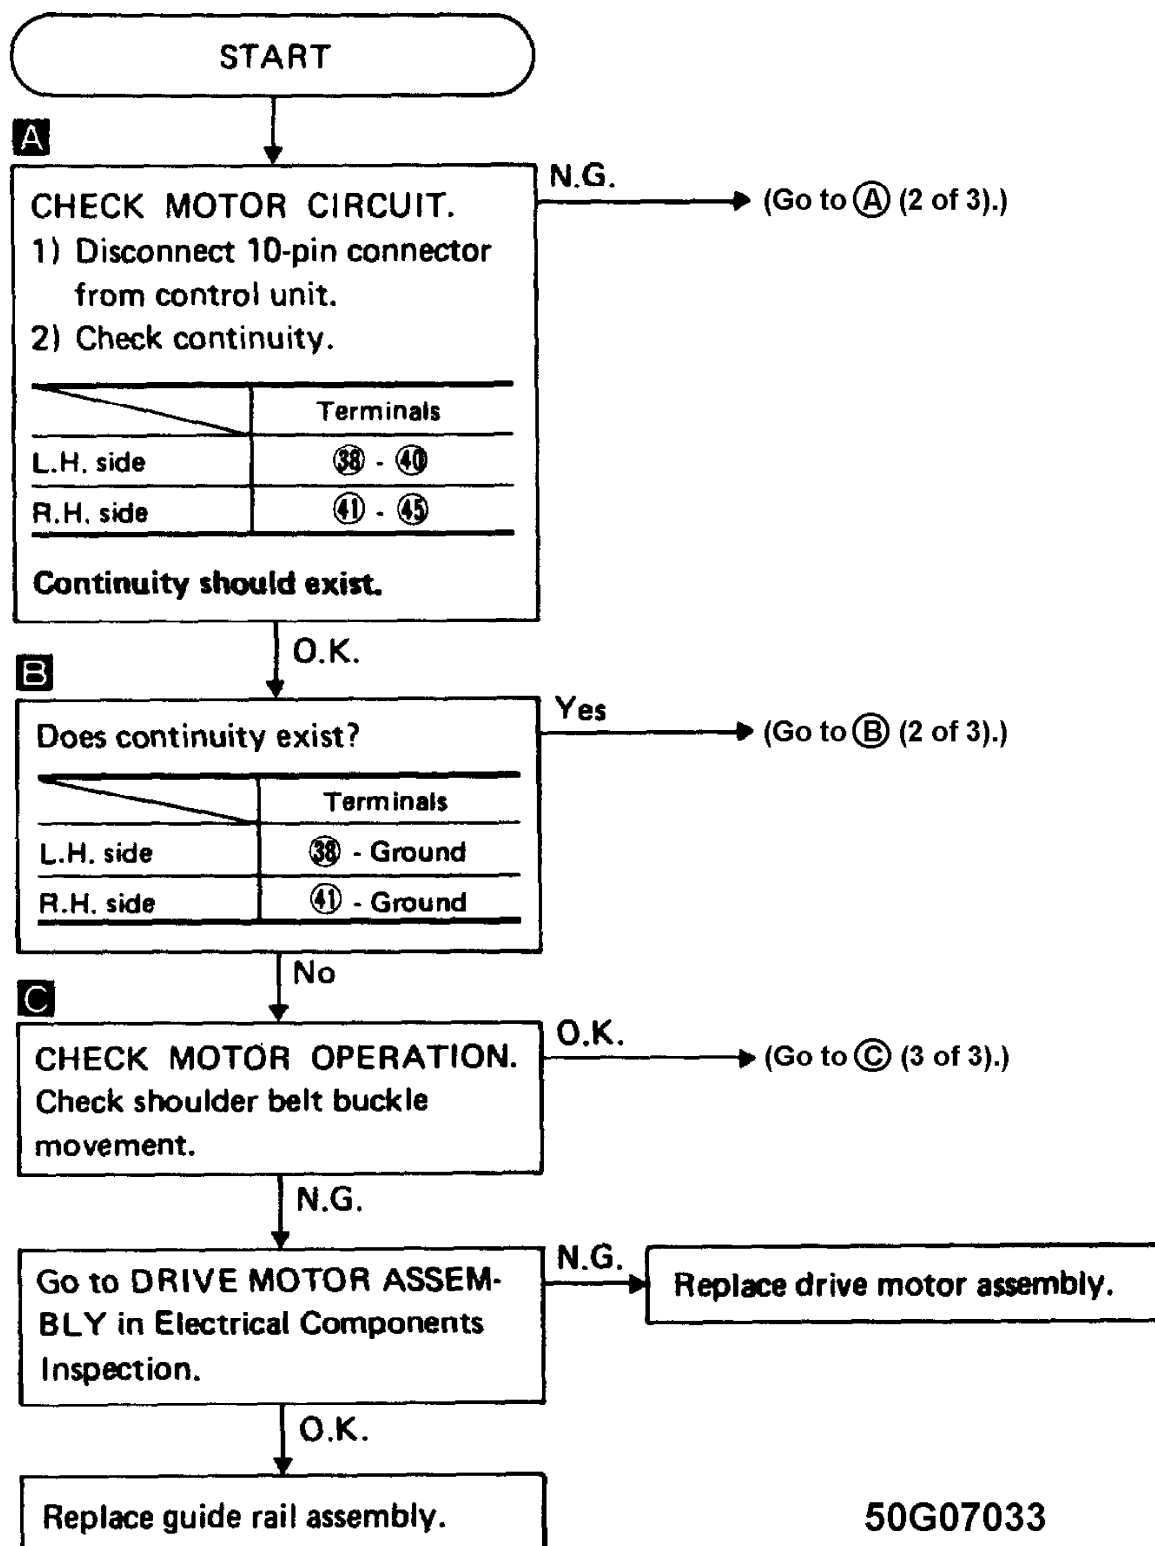 START
A
CHECK MOTOR CIRCUIT.
1) Disconnect 10-pin connector
from control unit.
2) Check continuity.
Terminals
L.H. side 38 - 40
R.H. side 41 - 45
Continuity should exist.
N.G.
(Go to A (2 of 3).)
O.K.
B
Does continuity exist?
Terminals
L.H. side 38 - Ground
R.H. side 41 - Ground
Yes
(Go to B (2 of 3).)
No
C
CHECK MOTOR OPERATION.
Check shoulder belt buckle
movement.
O.K.
(Go to C (3 of 3).)
N.G.
Go to DRIVE MOTOR ASSEM-
BLY in Electrical Components
Inspection.
N.G.
Replace drive motor assembly.
O.K.
Replace guide rail assembly.
50G07033